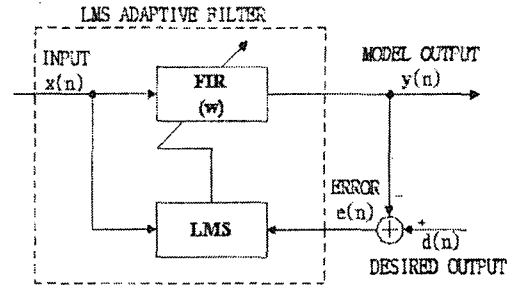 LMS ADAPTIVE FILTER
INPUT
x(n)
FIR
(w)
MODEL OUTPUT
y(n)
ERROR
e(n)
LMS
+
d(n)
DESIRED OUTPUT